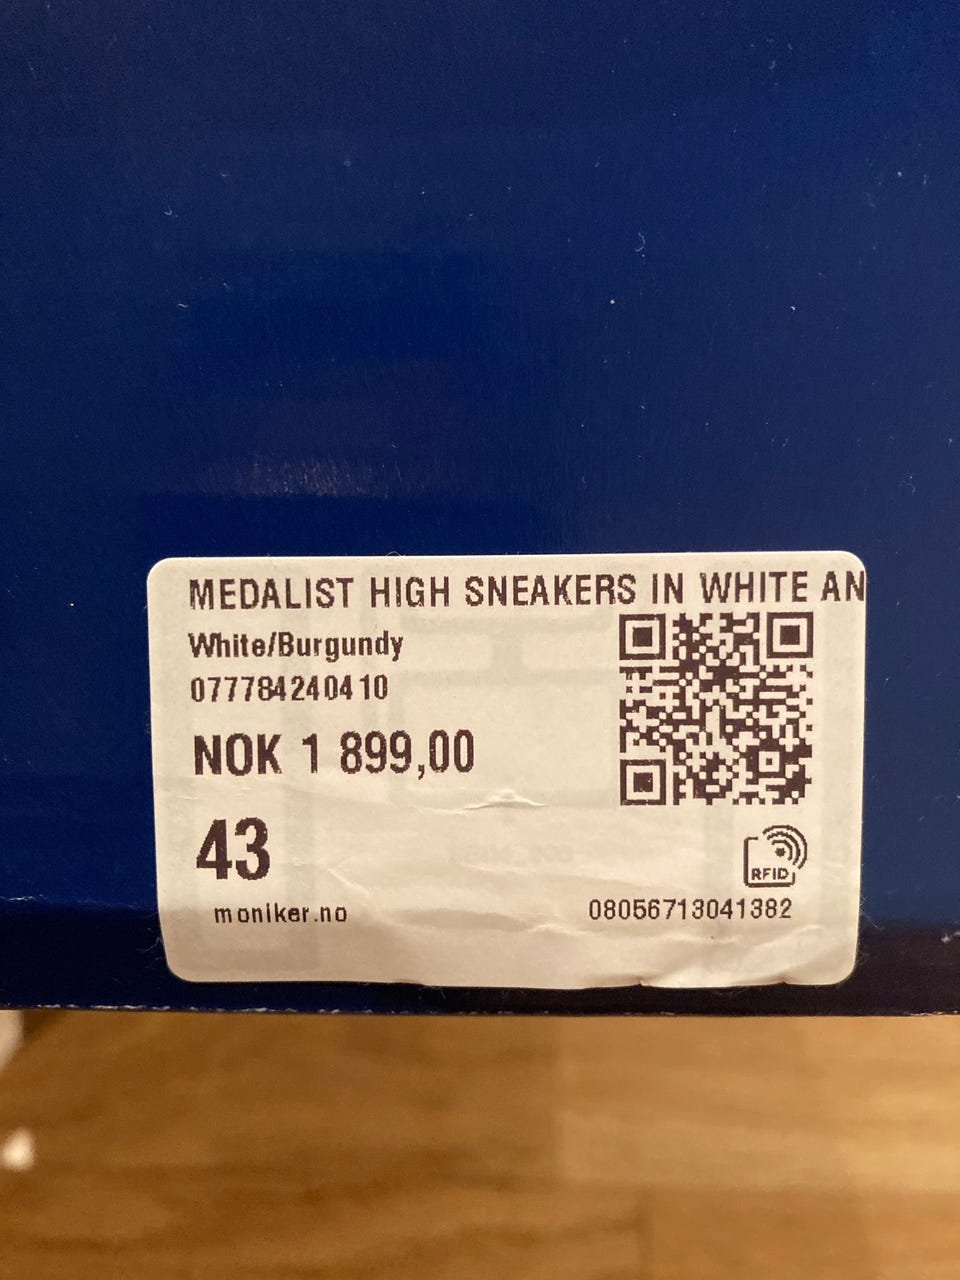 MEDALIST HIGH SNEAKERS IN WHITE AN
White/Burgundy
077784240410
NOK 1 899,00
43
RFID
moniker.no
08056713041382